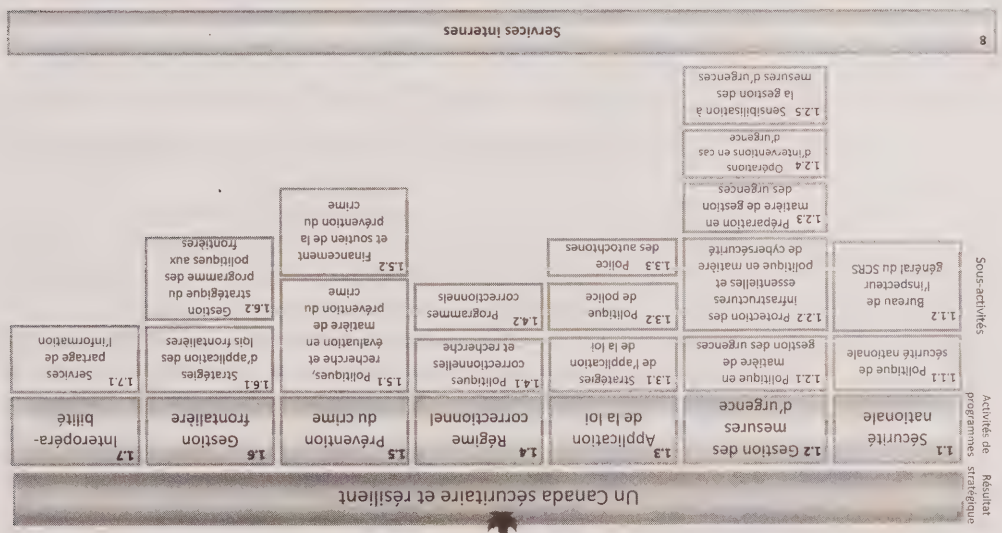 Résultat
stratégique
Un Canada sécuritaire et résilient
Activités de
programmes
1.1
Sécurité
nationale
1.2 Gestion des
mesures
d'urgence
1.3
Application
de la loi
1.4
Régime
correctionnel
1.5
Prévention
du crime
1.6
Gestion
frontalière
1.7
Interopéra-
bilité
Sous-activités
1.1.1 Politique de
sécurité nationale
1.1.2
Bureau de
l'inspecteur
général du SCRS
1.2.1 Politique en
matière de
gestion des urgences
1.2.2 Protection des
infrastructures
essentielles et
politique en matière
de cybersécurité
1.2.3 Préparation en
matière de gestion
des urgences
1.2.4 Opérations
d'interventions en cas
d'urgence
1.2.5 Sensibilisation à
la gestion des
mesures d'urgences
1.3.1 Stratégies
de l'application
de la loi
1.3.2 Politique
de police
1.3.3 Police
des autochtones
1.4.1 Politiques
correctionnelles
et recherche
1.4.2 Programmes
correctionnels
1.5.1 Politiques,
recherche et
évaluation en
matière de
prévention du
crime
1.5.2
Financement
et soutien de la
prévention du
crime
1.6.1
Stratégies
d'application des
lois frontalières
1.6.2 Gestion
stratégique du
programme des
politiques aux
frontières
1.7.1 Services
partage de
l'information
8
Services internes